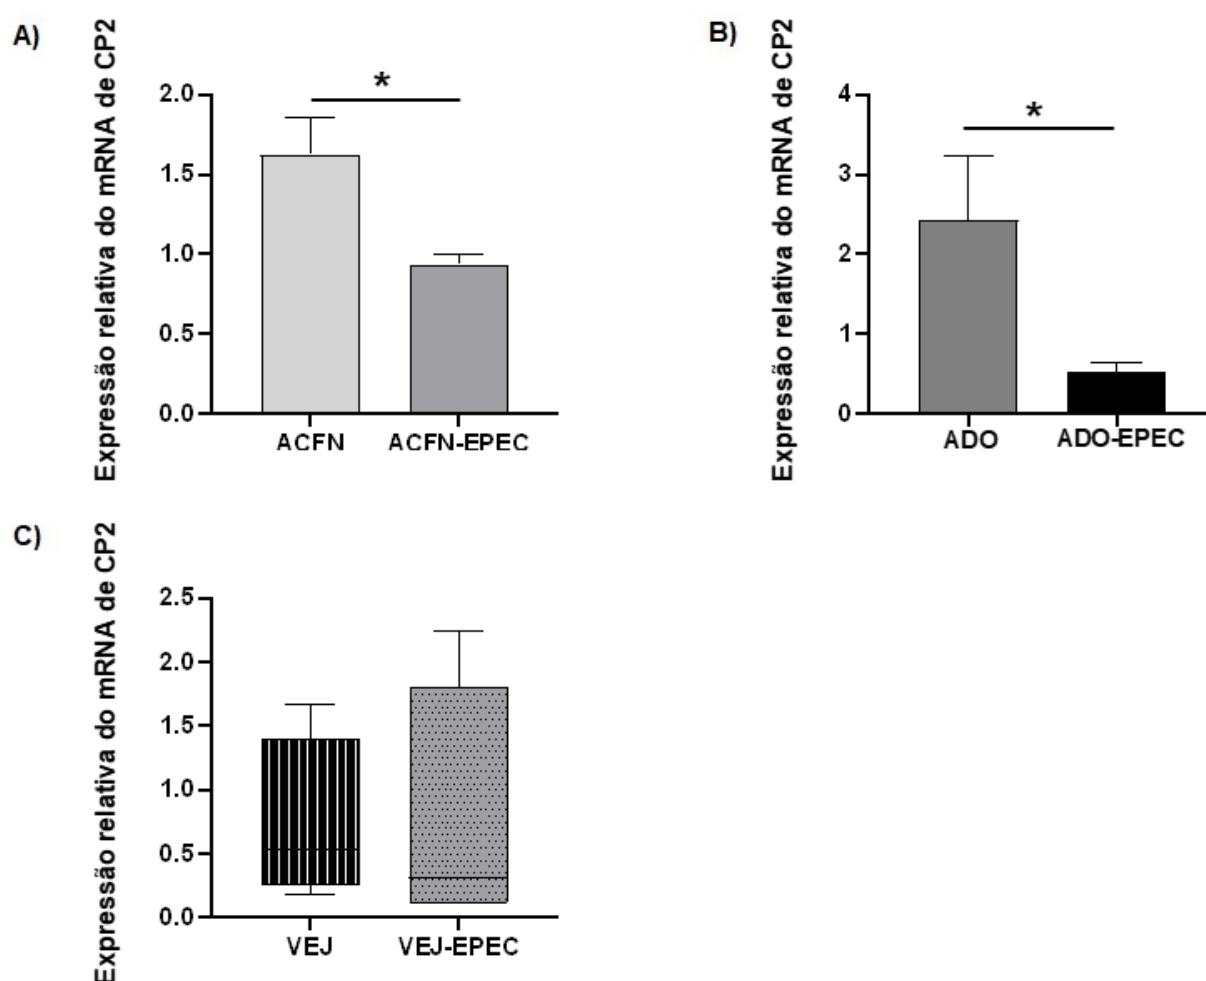 A)
Expressão relativa do mRNA de CP2
*
2.0
1.5
1.0
0.5
0.0
ACFN
ACFN-EPEC
B)
Expressão relativa do mRNA de CP2
*
4
3
2
1
0
ADO
ADO-EPEC
C)
Expressão relativa do mRNA de CP2
2.5
2.0
1.5
1.0
0.5
0.0
VEJ
VEJ-EPEC